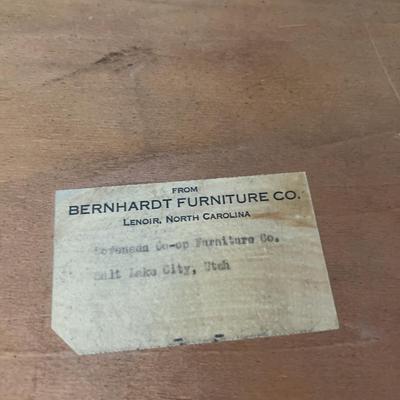 FROM
BERNHARDT FURNITURE CO.
LENOIR, NORTH CAROLINA
Co-op Furniture Co.
Salt Lake City, Utah